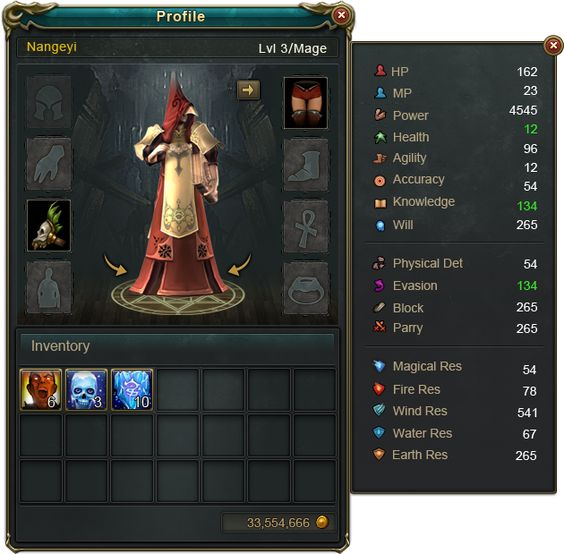 Profile
Nangeyi
Lvl 3/Mage
Inventory
6
3
10
33,554,666
HP 162
MP 23
Power 4545
Health 12
Agility 96
Accuracy 12
Knowledge 54
134
Will 265
Physical Det 54
Evasion 134
Block 265
Parry 265
Magical Res 54
Fire Res 78
Wind Res 541
Water Res 67
Earth Res 265